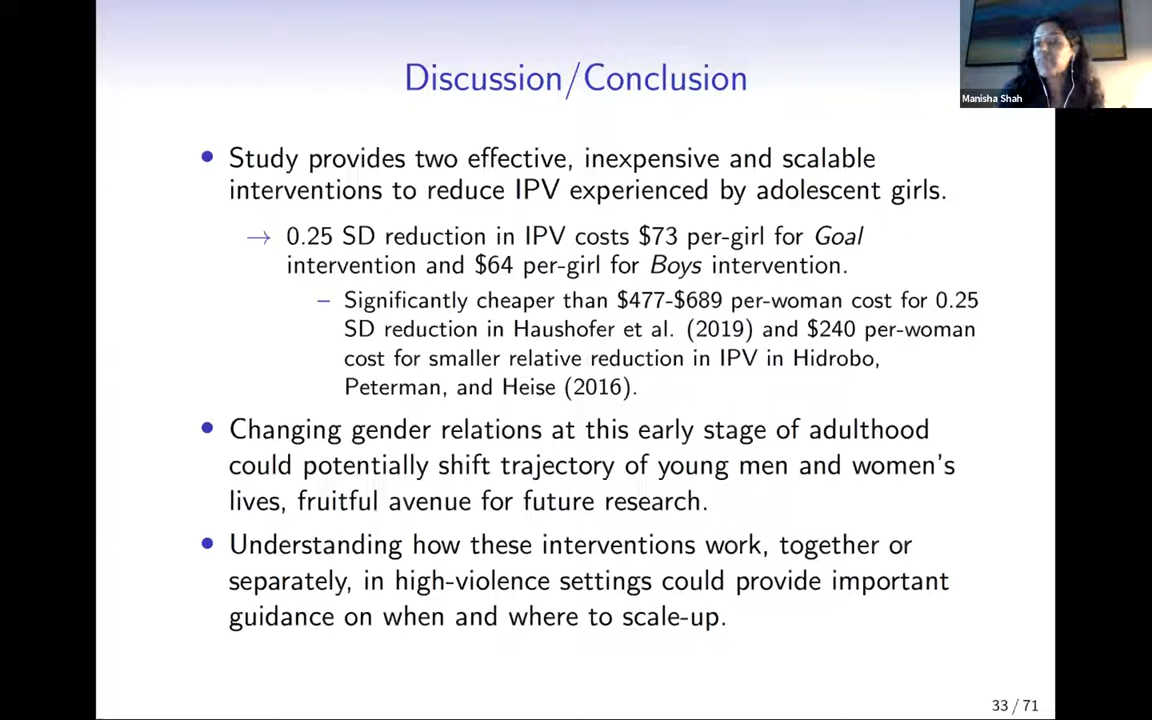 Discussion/Conclusion
Manisha Shah
• Study provides two effective, inexpensive and scalable
interventions to reduce IPV experienced by adolescent girls.
→ 0.25 SD reduction in IPV costs $73 per-girl for Goal
intervention and $64 per-girl for Boys intervention.
– Significantly cheaper than $477-$689 per-woman cost for 0.25
SD reduction in Haushofer et al. (2019) and $240 per-woman
cost for smaller relative reduction in IPV in Hidrobo,
Peterman, and Heise (2016).
• Changing gender relations at this early stage of adulthood
could potentially shift trajectory of young men and women's
lives, fruitful avenue for future research.
• Understanding how these interventions work, together or
separately, in high-violence settings could provide important
guidance on when and where to scale-up.
33 / 71